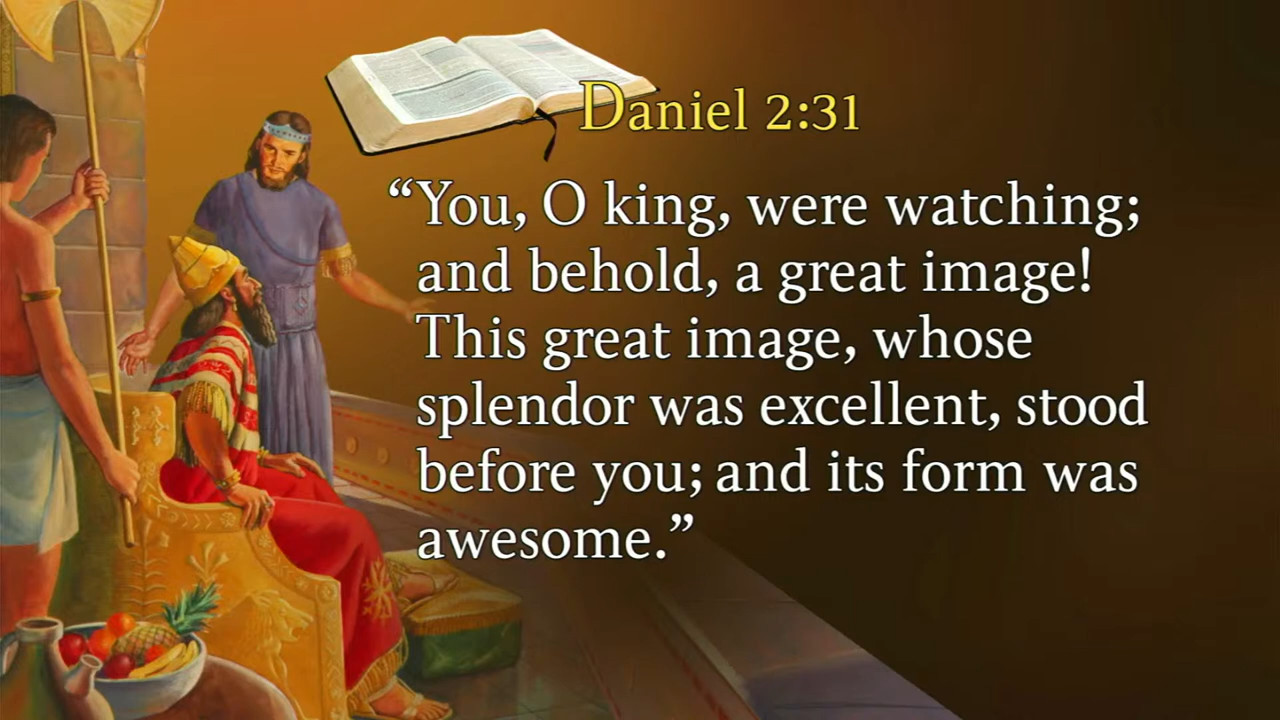 Daniel 2:31
“You, O king, were watching;
and behold, a great image!
This great image, whose
splendor was excellent, stood
before you; and its form was
awesome.”